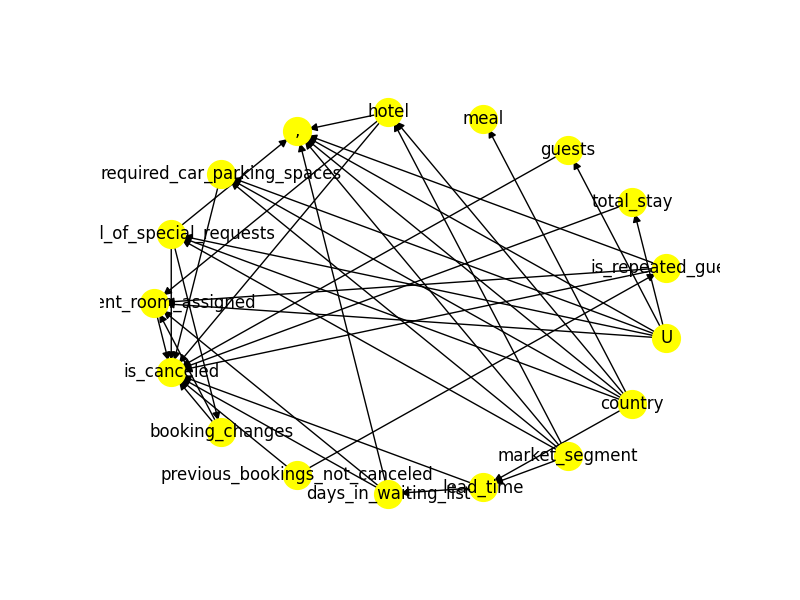 hotel
meal
,
guests
required_car_parking_spaces
total_stay
l_of_special_requests
is_repeated_gue
ent_room_assigned
U
is_canceled
country
booking_changes
market_segment
previous_bookings_not_canceled
lead_time
days_in_waiting_list